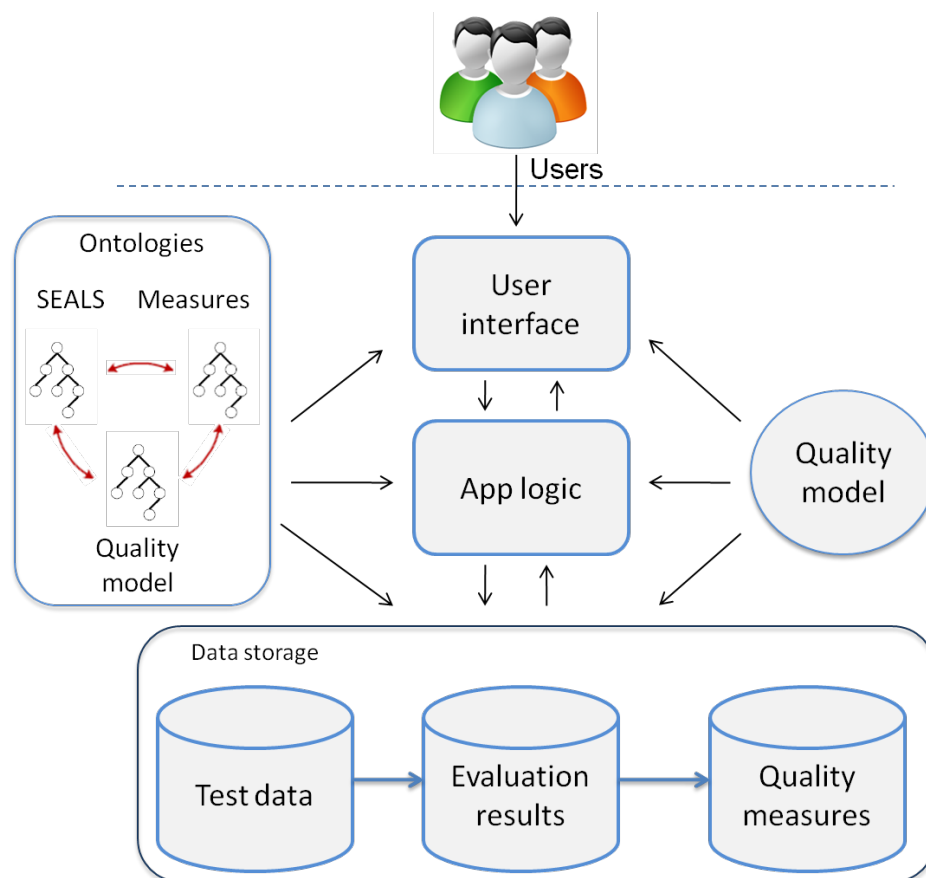 Users
Ontologies
SEALS
Measures
Quality
model
User
interface
App logic
Quality
model
Data storage
Test data
Evaluation
results
Quality
measures